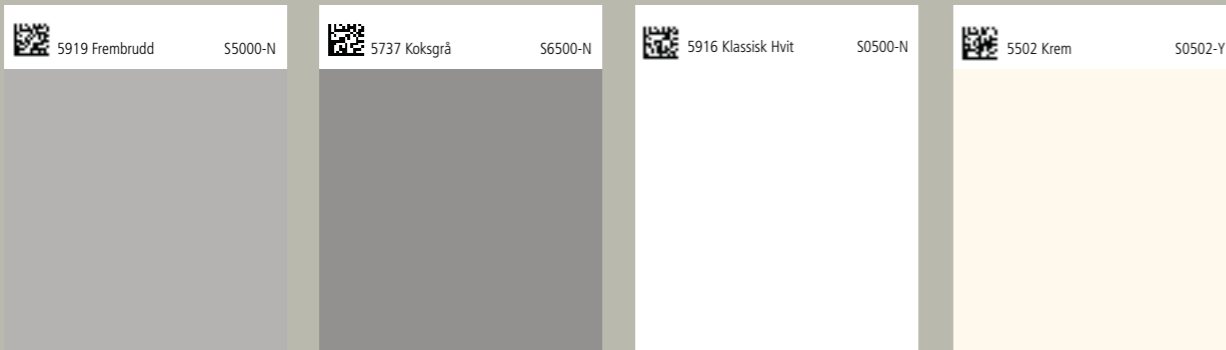 5919 Frembrudd S5000-N
5737 Koksgrå S6500-N
5916 Klassisk Hvit S0500-N
5502 Krem S0502-Y